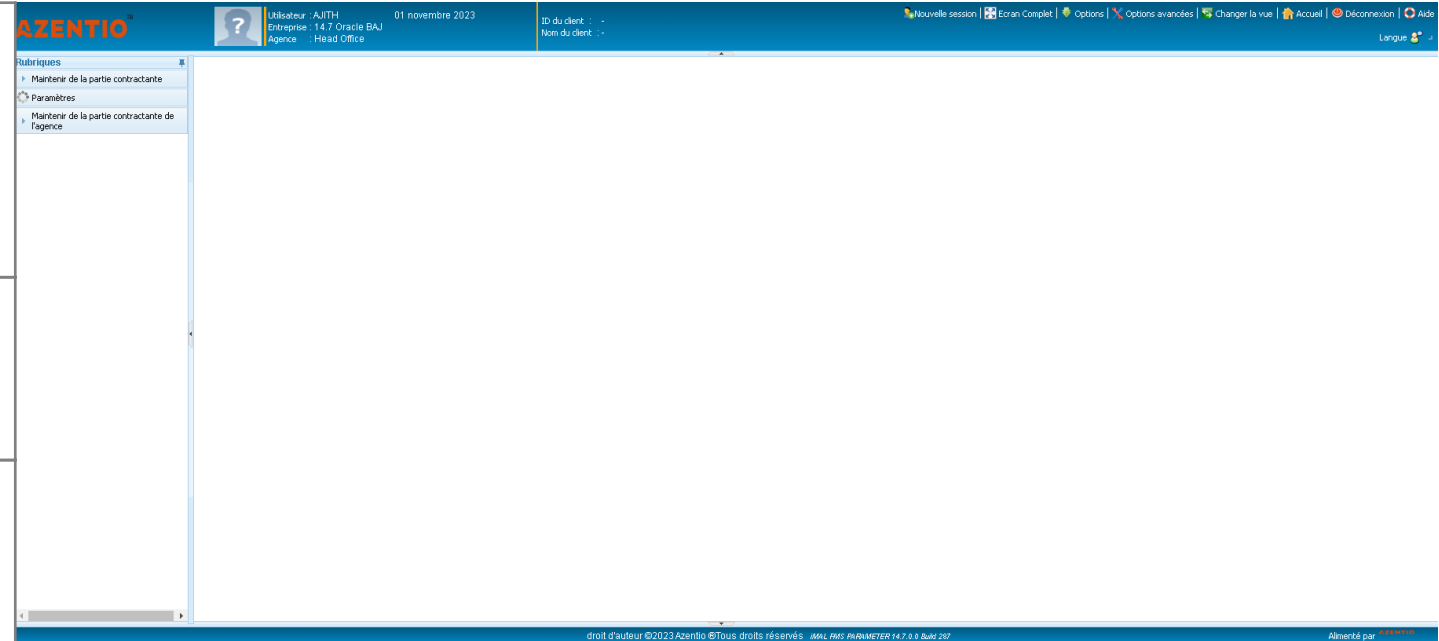 AZENTIO™
?
Utilisateur : AJITH 01 novembre 2023
Entreprise : 14.7 Oracle BAJ
Agence : Head Office
ID du client : -
Nom du client : -
Nouvelle session | Ecran Complet | Options | Options avancées | Changer la vue | Accueil | Déconnexion | Aide
Langue
Rubriques
Maintenir de la partie contractante
Paramètres
Maintenir de la partie contractante de
l'agence
droit d'auteur ©2023 Azentio ®Tous droits réservés IMAL FMS PARAMETER 14.7.0.0 Build 287
Alimenté par AZENTIO